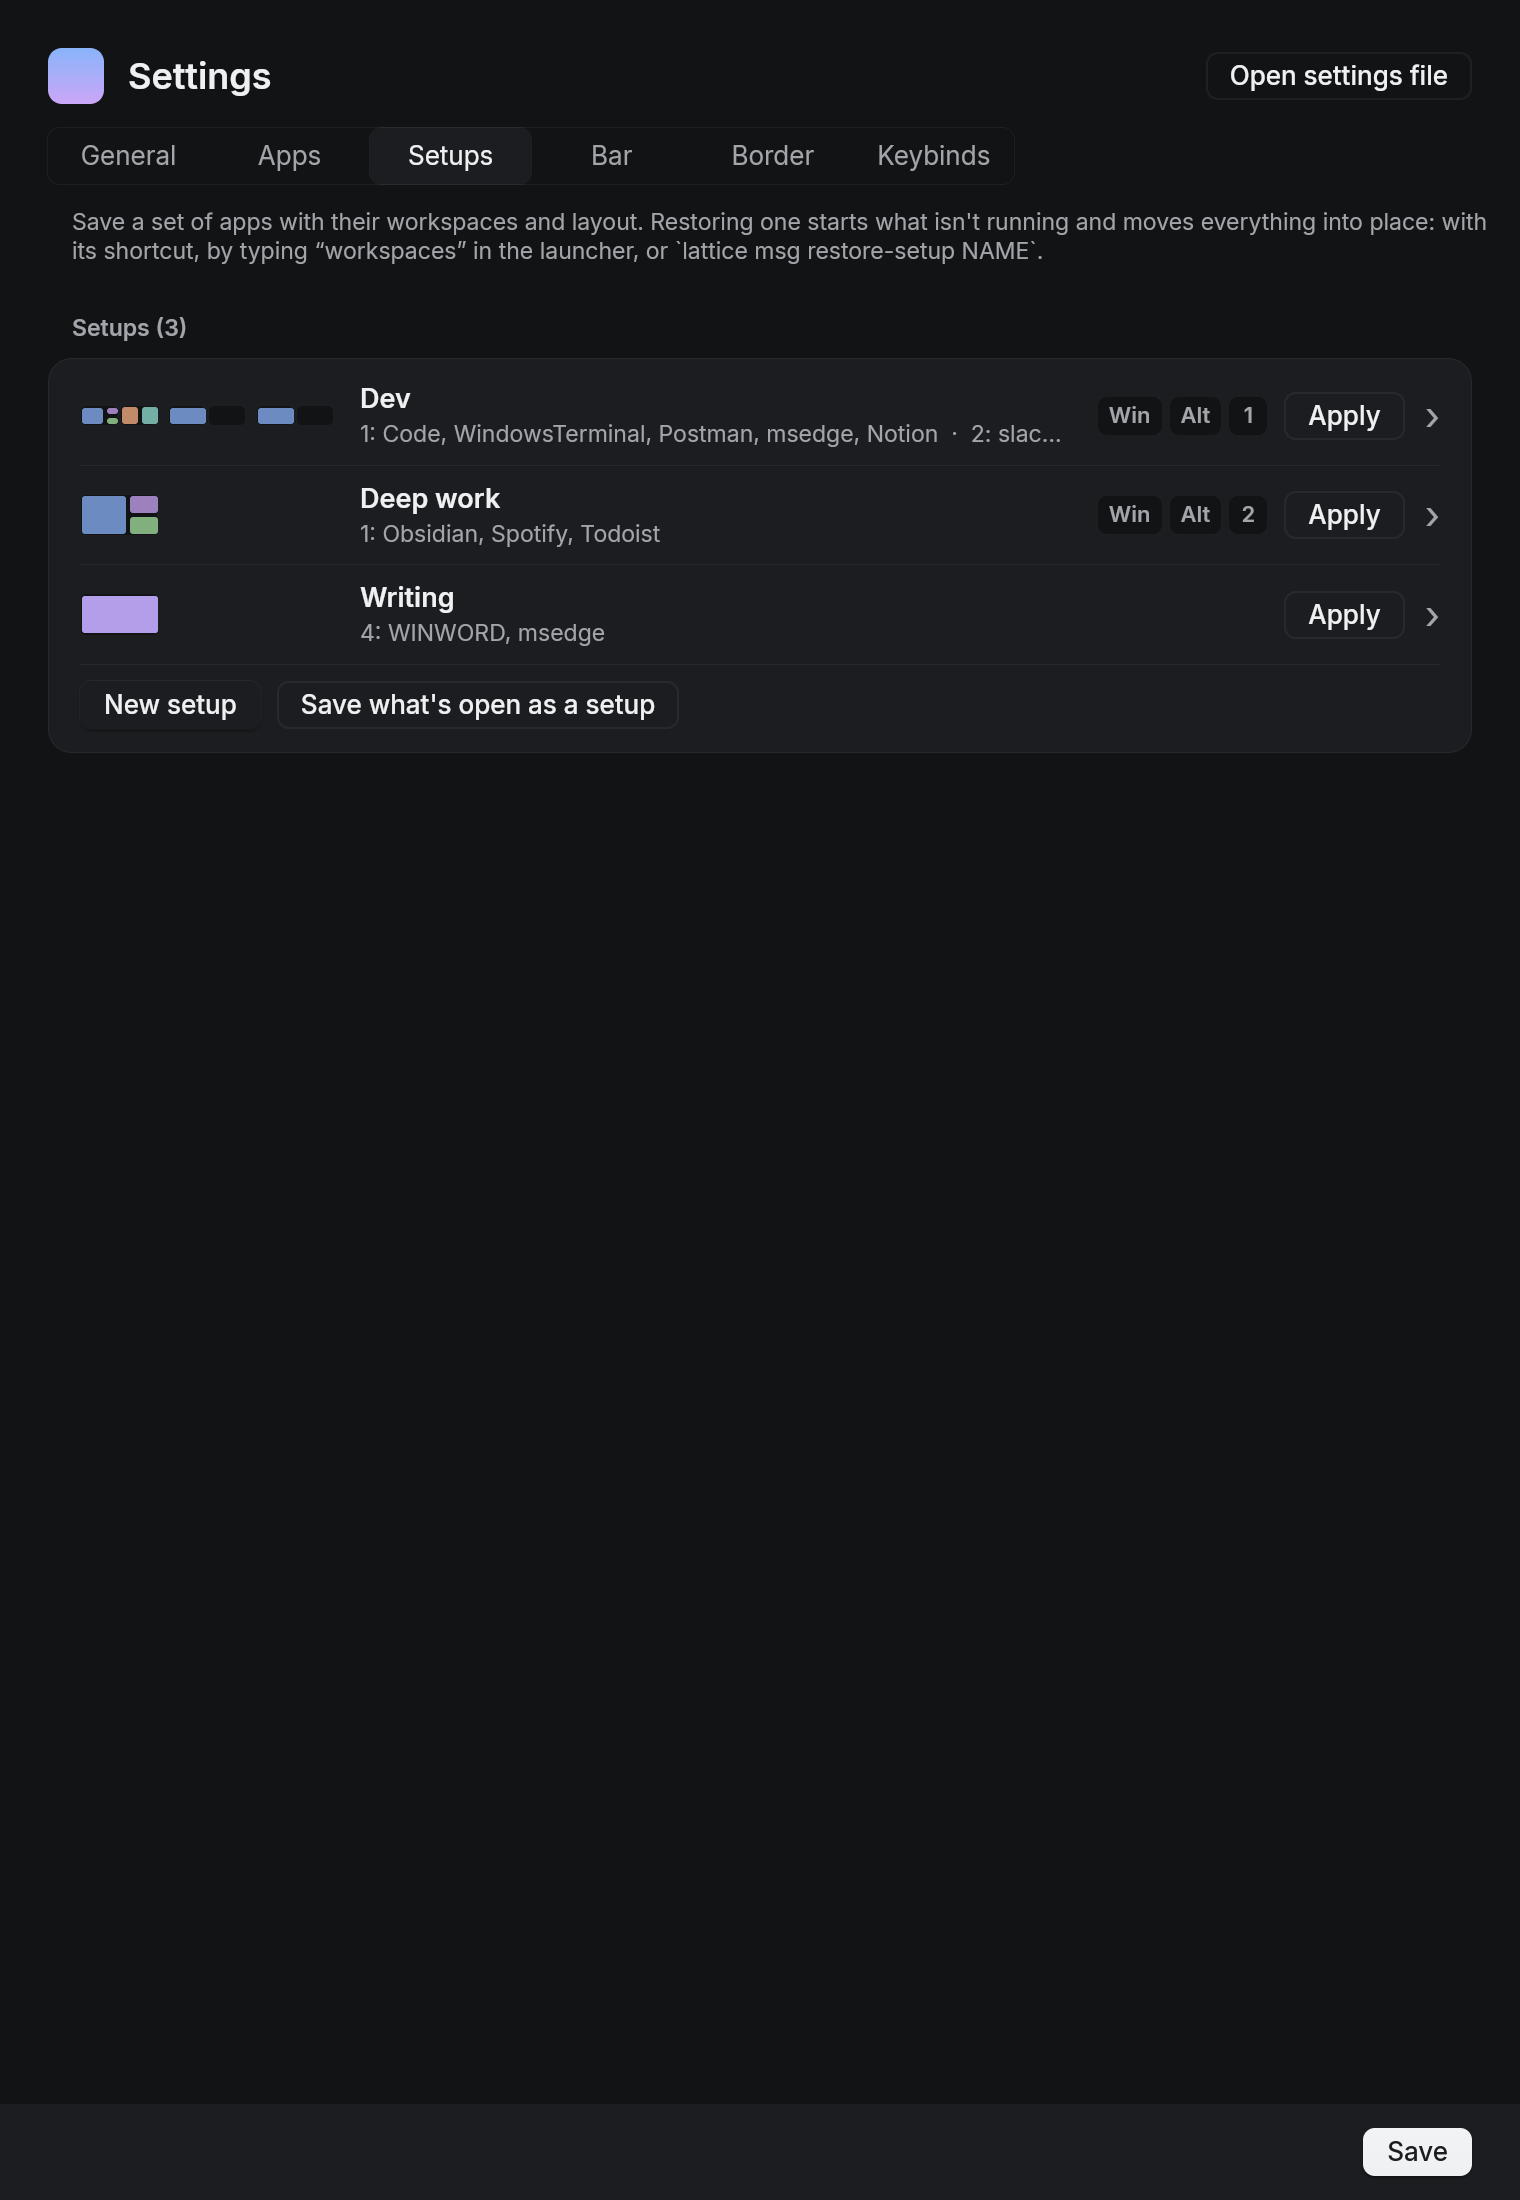 Settings
Open settings file
General Apps Setups Bar Border Keybinds
Save a set of apps with their workspaces and layout. Restoring one starts what isn't running and moves everything into place: with
its shortcut, by typing “workspaces” in the launcher, or `lattice msg restore-setup NAME`.
Setups (3)
Dev
1: Code, WindowsTerminal, Postman, msedge, Notion · 2: slac...
Win Alt 1 Apply
Deep work
1: Obsidian, Spotify, Todoist
Win Alt 2 Apply
Writing
4: WINWORD, msedge
Apply
New setup Save what's open as a setup
Save